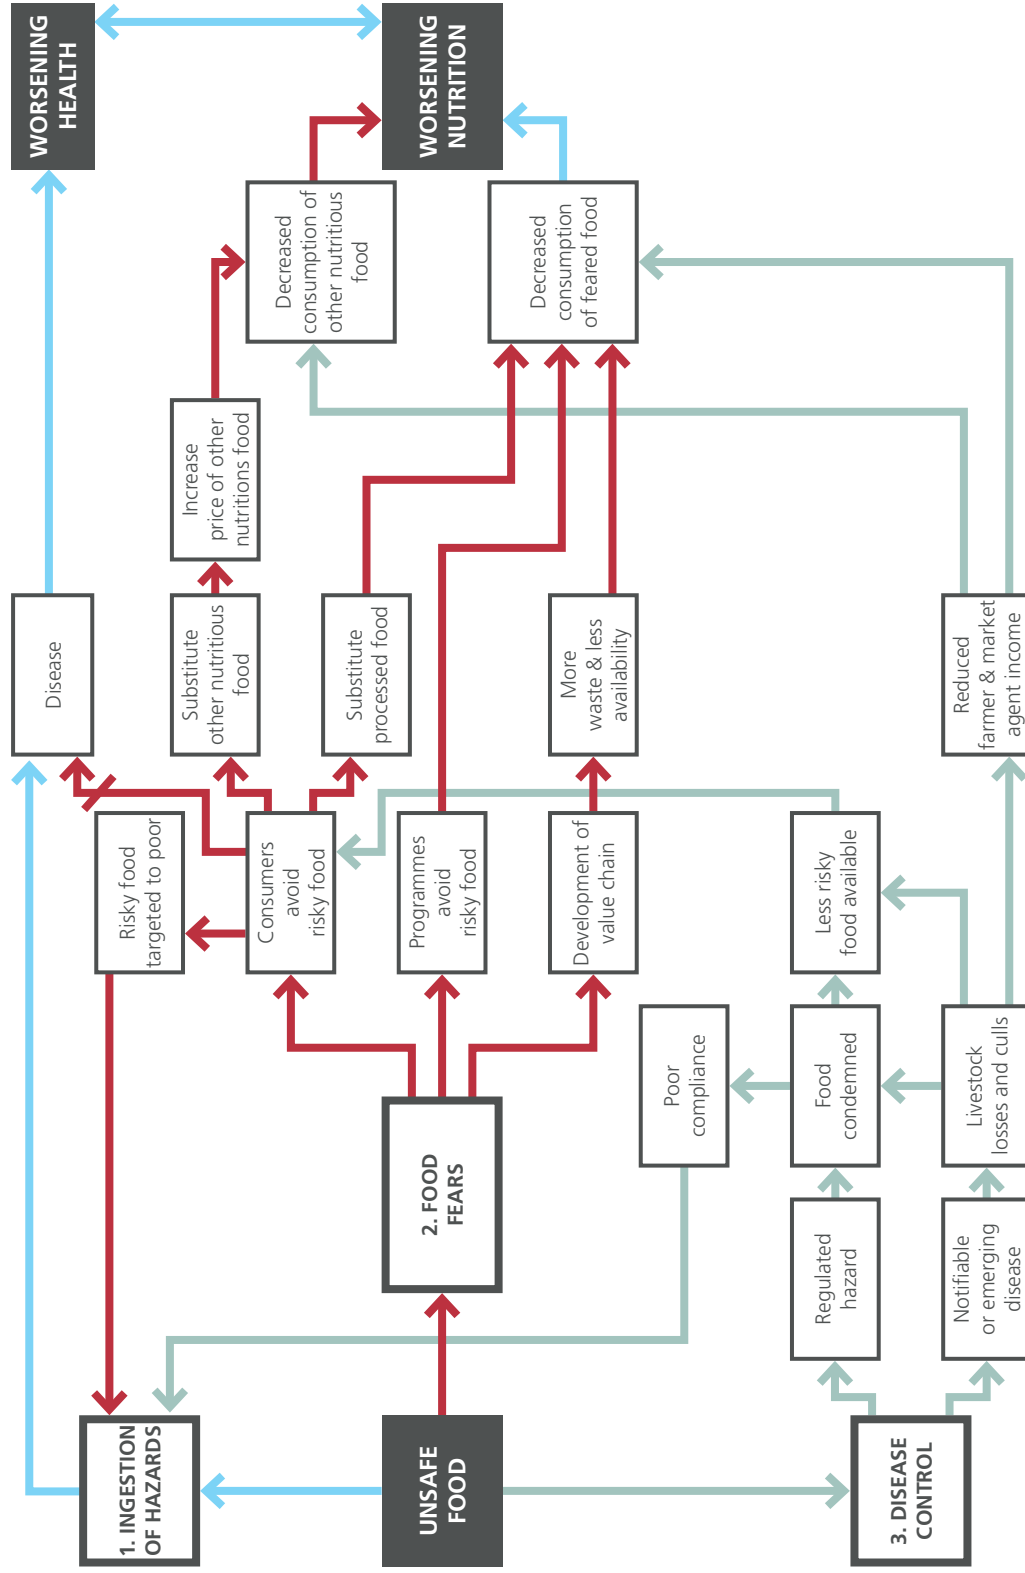 UNSAFE
FOOD
1. INGESTION
OF HAZARDS
2. FOOD
FEARS
3. DISEASE
CONTROL
Regulated
hazard
Notifiable
or emerging
disease
Poor
compliance
Food
condemned
Livestock
losses and culls
Risky food
targeted to poor
Consumers
avoid
risky food
Programmes
avoid
risky food
Development of
value chain
Less risky
food available
Disease
Substitute
other nutritious
food
Substitute
processed food
More
waste & less
availability
Reduced
farmer & market
agent income
Increase
price of other
nutritions food
Decreased
consumption of
other nutritious
food
Decreased
consumption
of feared food
WORSENING
HEALTH
WORSENING
NUTRITION